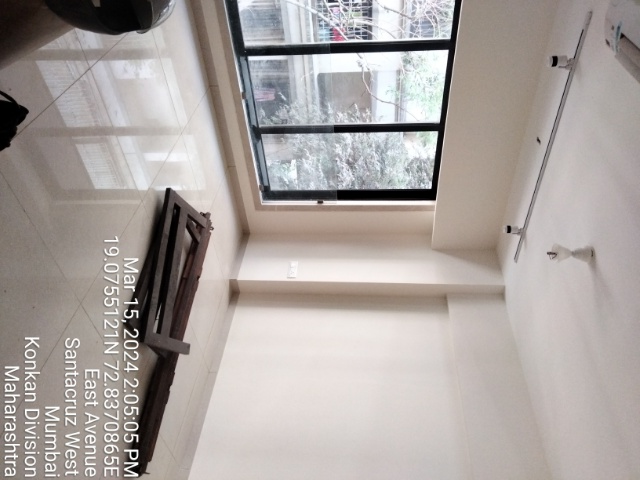 Mar 15, 2024 2:05:05 PM
19.0755121N 72.8370865E
East Avenue
Santacruz West
Mumbai
Konkan Division
Maharashtra